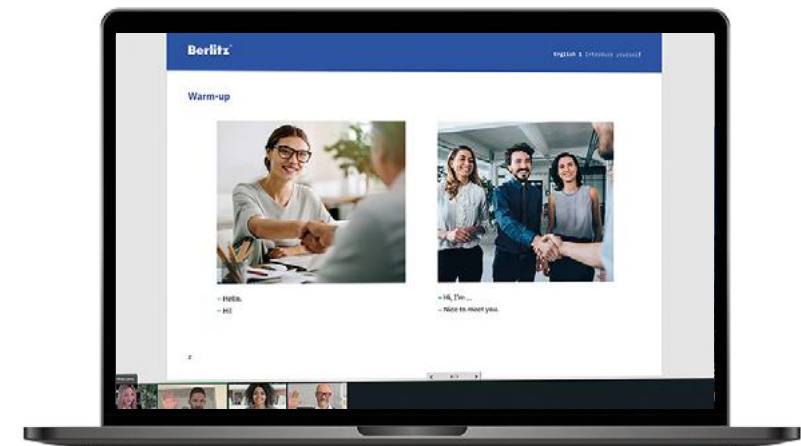 Berlitz
English 1 Introduce yourself
Warm-up
– Hello.
– Hi!
– Hi, I'm ...
– Nice to meet you.
2